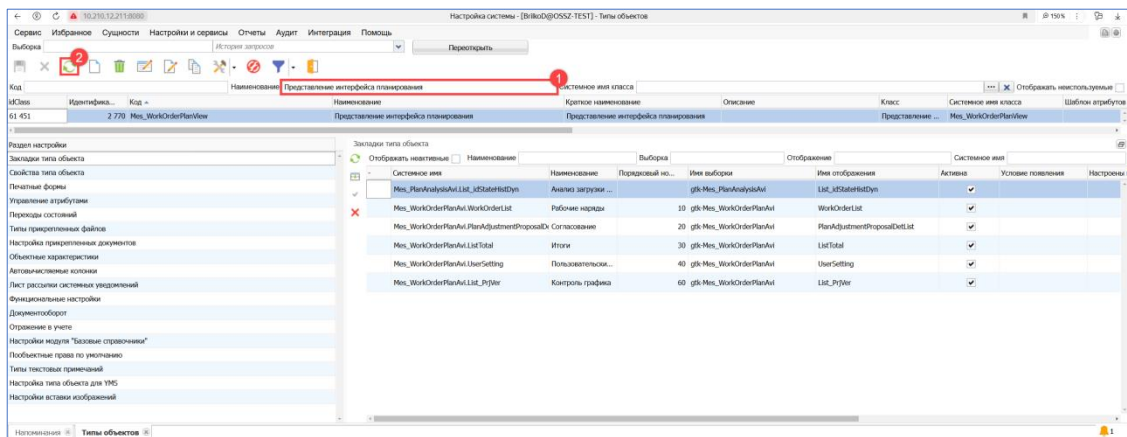 10.210.12.211:8080 Настройка системы - [BrilkoD@OSSZ-TEST] - Типы объектов 150%
Сервис Избранное Сущности Настройки и сервисы Отчеты Аудит Интеграция Помощь
Выборка История запросов Переоткрыть
2
1
Код Наименование Представление интерфейса планирования Системное имя класса Отображать неиспользуемые
idClass Идентифика... Код Наименование Краткое наименование Описание Класс Системное имя класса Шаблон атрибутов
61 451 2 770 Mes_WorkOrderPlanView Представление интерфейса планирования Представление интерфейса планирования Представление ... Mes_WorkOrderPlanView
Раздел настройки Закладки типа объекта
Закладки типа объекта Отображать неактивные Наименование Выборка Отображение Системное имя
Свойства типа объекта Системное имя Наименование Порядковый но... Имя выборки Имя отображения Активна Условие появления Настроены
Печатные формы Mes_PlanAnalysisAvi.List_idStateHistDyn Анализ загрузки ... gtk-Mes_PlanAnalysisAvi List_idStateHistDyn
Управление атрибутами
Переходы состояний Mes_WorkOrderPlanAvi.WorkOrderList Рабочие наряды 10 gtk-Mes_WorkOrderPlanAvi WorkOrderList
Типы прикрепленных файлов
Настройка прикрепленных документов Mes_WorkOrderPlanAvi.PlanAdjustmentProposalD Согласование 20 gtk-Mes_WorkOrderPlanAvi PlanAdjustmentProposalDetList
Объектные характеристики Mes_WorkOrderPlanAvi.ListTotal Итоги 30 gtk-Mes_WorkOrderPlanAvi ListTotal
Автовычисляемые колонки
Лист рассылки системных уведомлений Mes_WorkOrderPlanAvi.UserSetting Пользовательски... 40 gtk-Mes_WorkOrderPlanAvi UserSetting
Функциональные настройки Mes_WorkOrderPlanAvi.List_PrjVer Контроль графика 60 gtk-Mes_WorkOrderPlanAvi List_PrjVer
Документооборот
Отражение в учете
Настройки модуля "Базовые справочники"
Пообъектные права по умолчанию
Типы текстовых примечаний
Настройка типа объекта для YMS
Настройки вставки изображений
Напоминания Типы объектов 1